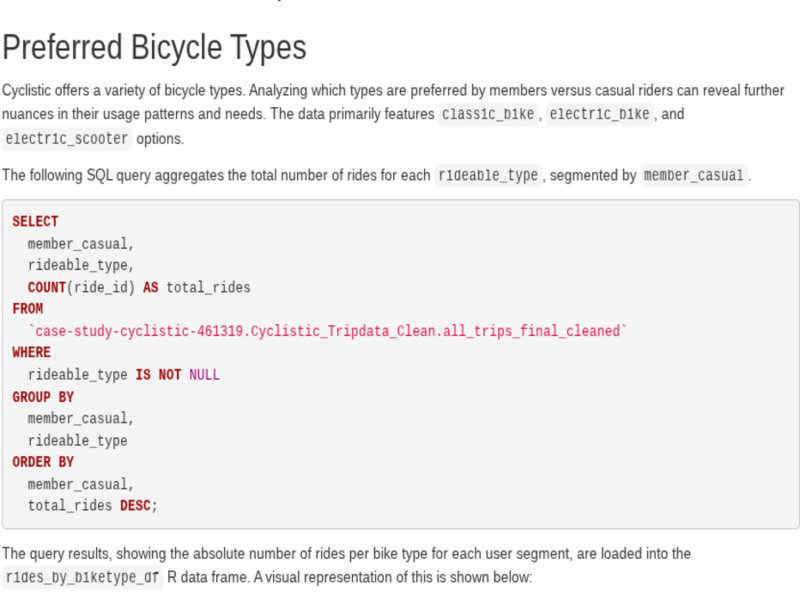 Preferred Bicycle Types
Cyclistic offers a variety of bicycle types. Analyzing which types are preferred by members versus casual riders can reveal further
nuances in their usage patterns and needs. The data primarily features classic_bike, electric_bike, and
electric_scooter options.
The following SQL query aggregates the total number of rides for each rideable_type, segmented by member_casual.
SELECT
member_casual,
rideable_type,
COUNT(ride_id) AS total_rides
FROM
`case-study-cyclistic-461319.Cyclistic_Tripdata_Clean.all_trips_final_cleaned`
WHERE
rideable_type IS NOT NULL
GROUP BY
member_casual,
rideable_type
ORDER BY
member_casual,
total_rides DESC;
The query results, showing the absolute number of rides per bike type for each user segment, are loaded into the
rides_by_biketype_df R data frame. A visual representation of this is shown below: